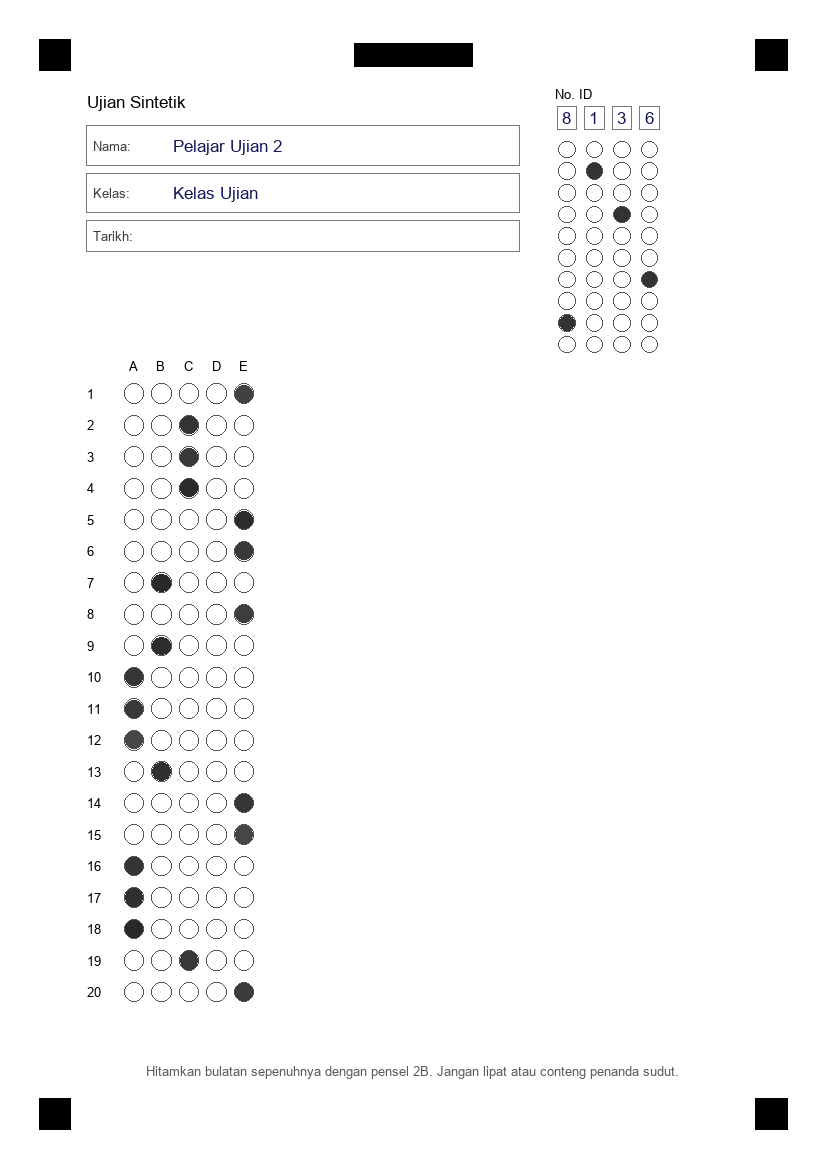 Ujian Sintetik
No. ID
8 1 3 6
Nama: Pelajar Ujian 2
Kelas: Kelas Ujian
Tarikh:
A B C D E
1
2
3
4
5
6
7
8
9
10
11
12
13
14
15
16
17
18
19
20
Hitamkan bulatan sepenuhnya dengan pensel 2B. Jangan lipat atau conteng penanda sudut.